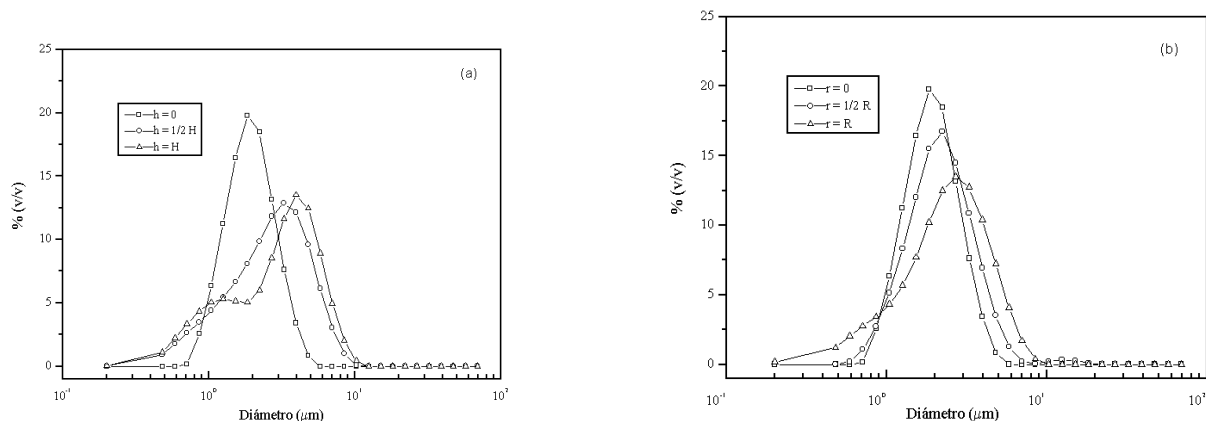 25
20
15
10
5
0
% (v/v)
(a)
h = 0
h = 1/2 H
h = H
10⁻¹ 10⁰ 10¹ 10²
Diámetro (μm)
25
20
15
10
5
0
% (v/v)
(b)
r = 0
r = 1/2 R
r = R
10⁻¹ 10⁰ 10¹
Diámetro (μm)